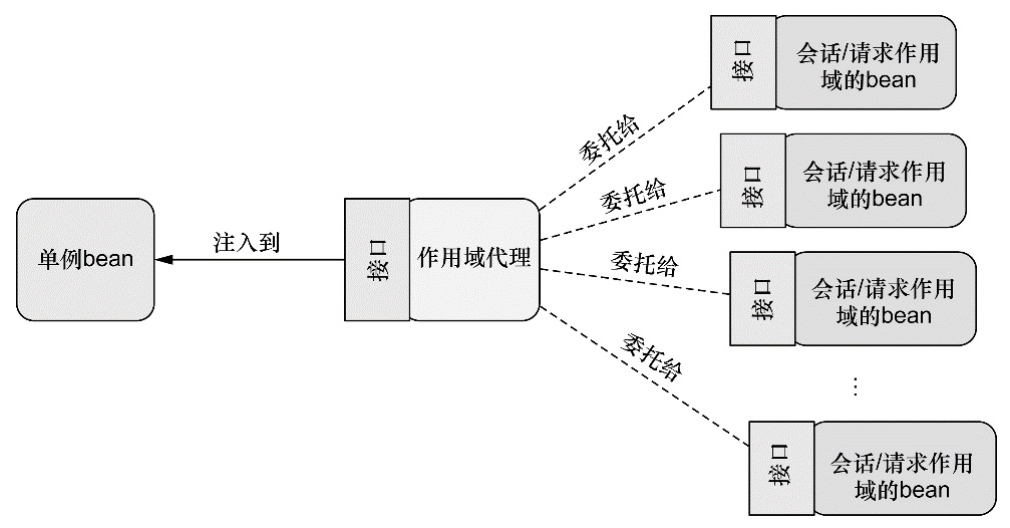 单例bean
注入到
接口
作用域代理
委托给
接口
会话/请求作用
域的bean
委托给
接口
会话/请求作用
域的bean
委托给
接口
会话/请求作用
域的bean
⋮
委托给
接口
会话/请求作用
域的bean